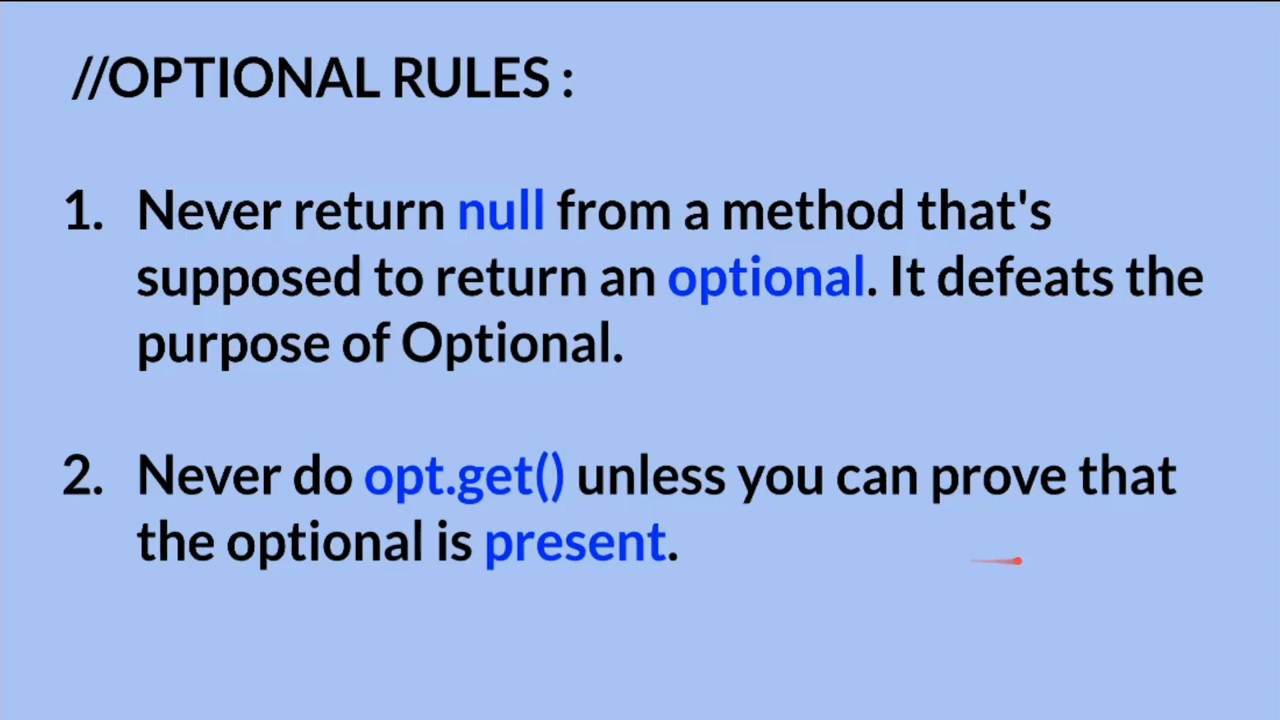 //OPTIONAL RULES :
1. Never return null from a method that's
supposed to return an optional. It defeats the
purpose of Optional.
2. Never do opt.get() unless you can prove that
the optional is present.